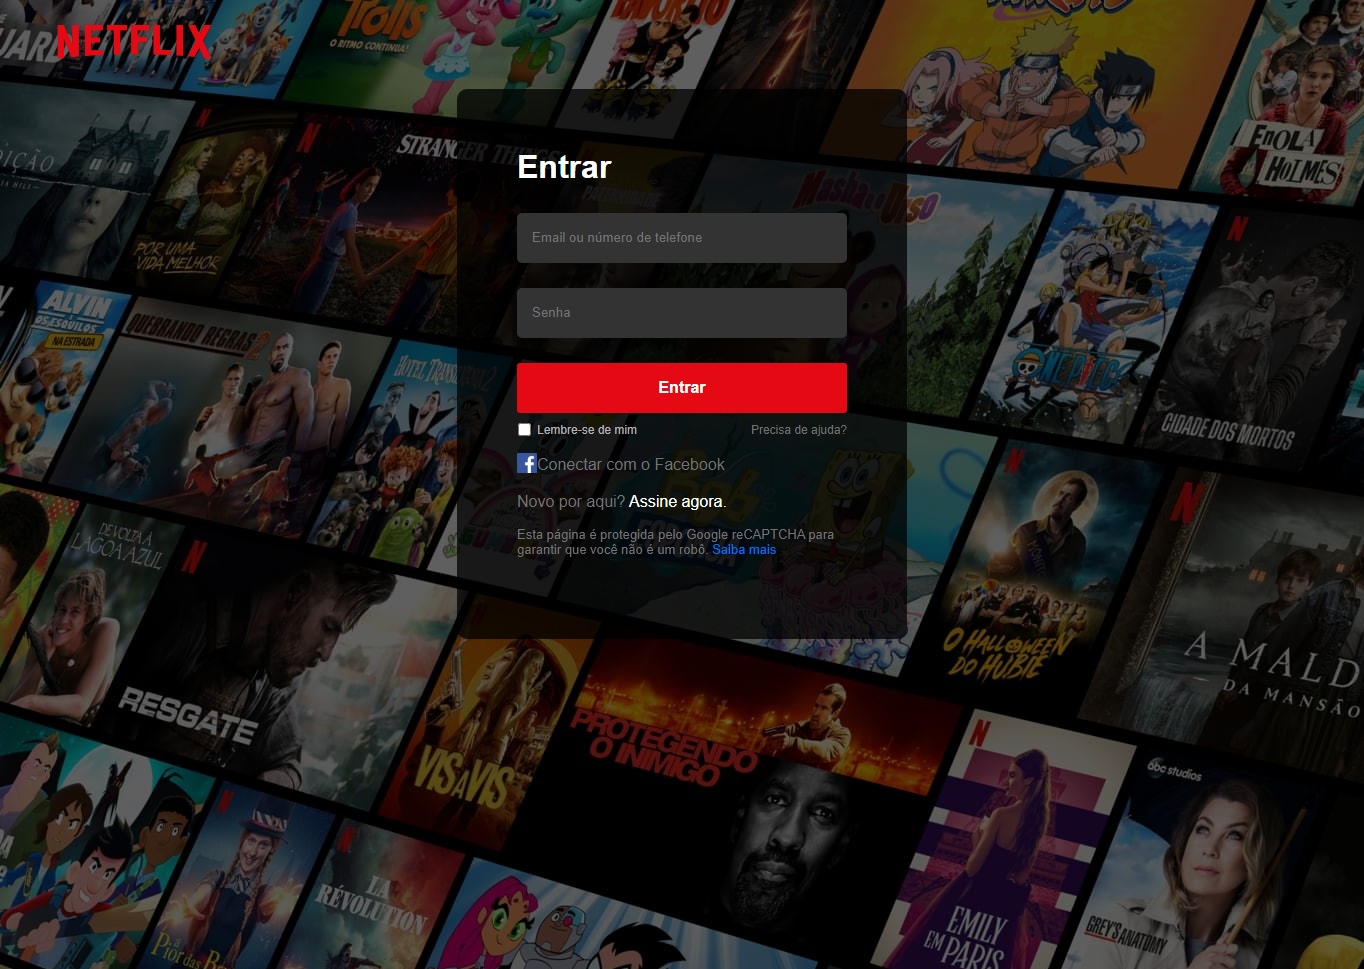 NETFLIX
Trolls
O RITMO CONTINUA!
ENOLA
HOLMES
STRANGER THINGS
Entrar
Masha e o Urso
POR UMA
VIDA MELHOR
Email ou número de telefone
ALVIN
E OS ESQUILOS
NA ESTRADA
QUEBRANDO REGRAS 2
Senha
HOTEL TRANSILVÂNIA 2
ONE PIECE
CIDADE DOS MORTOS
Entrar
Lembre-se de mim
Precisa de ajuda?
Conectar com o Facebook
Novo por aqui? Assine agora.
Esta página é protegida pelo Google reCAPTCHA para
garantir que você não é um robô. Saiba mais
DE VOLTA À
LAGOA AZUL
O HALLOWEEN
DO HUBIE
A MALD
DA MANSÃO
RESGATE
VIS A VIS
PROTEGENDO
O INIMIGO
abc studios
LA
RÉVOLUTION
EMILY
EM PARIS
GREY'S ANATOMY